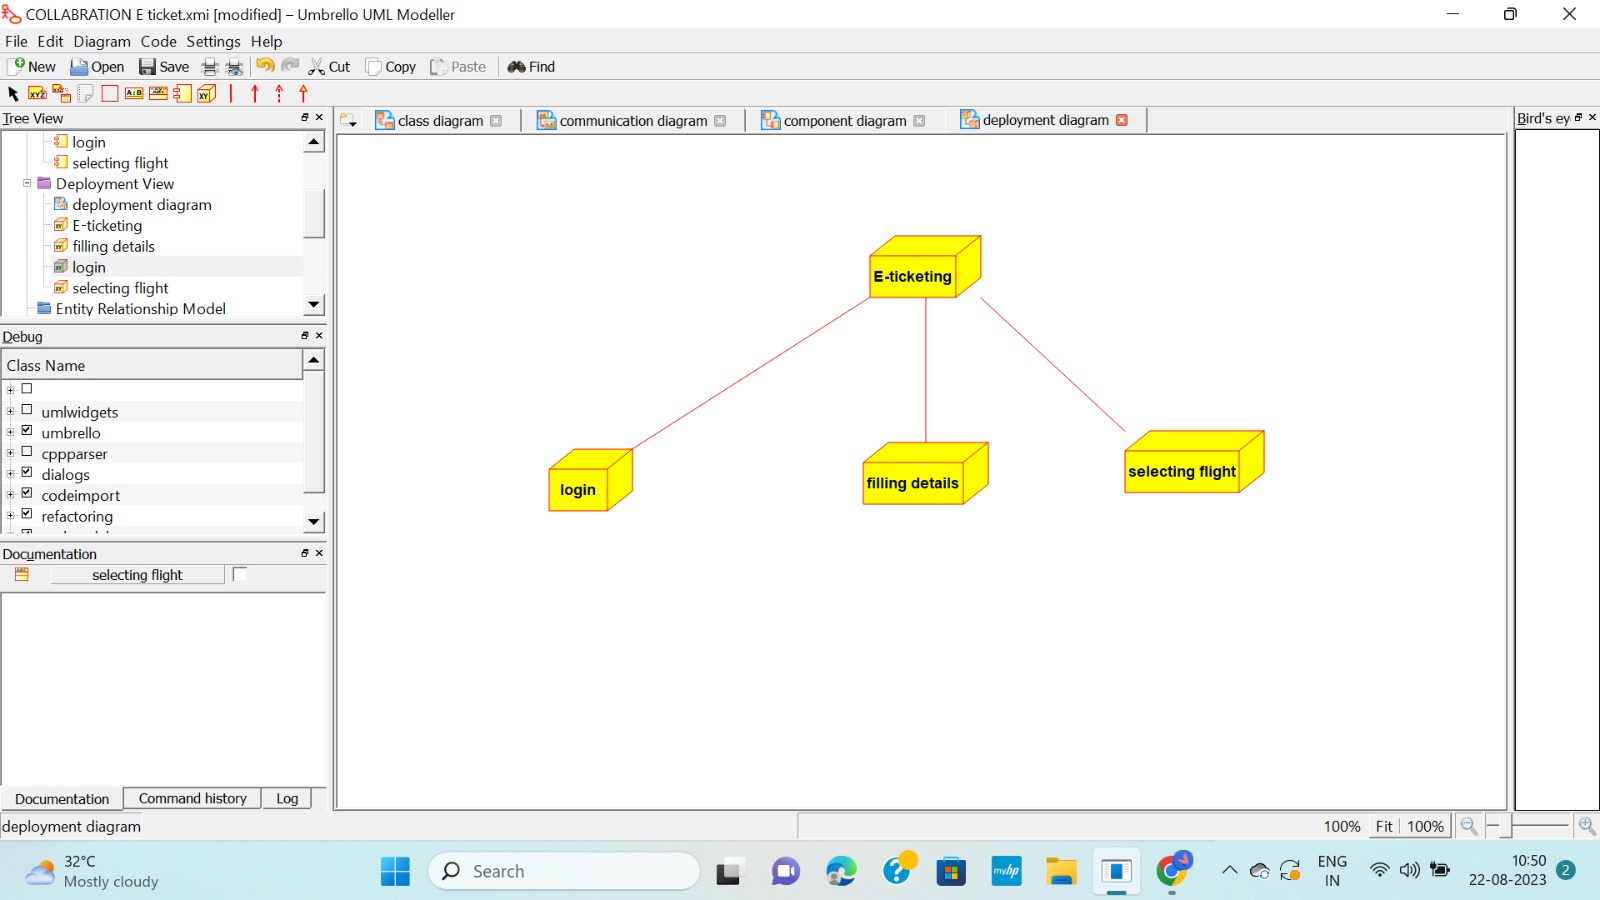 COLLABRATION E ticket.xmi [modified] – Umbrello UML Modeller
File Edit Diagram Code Settings Help
New Open Save Cut Copy Paste Find
XYZ A:B XY
Tree View
login
selecting flight
Deployment View
deployment diagram
E-ticketing
filling details
login
selecting flight
Entity Relationship Model
Debug
Class Name
umlwidgets
umbrello
cppparser
dialogs
codeimport
refactoring
Documentation
selecting flight
Documentation Command history Log
deployment diagram
class diagram communication diagram component diagram deployment diagram
E-ticketing
login
filling details
selecting flight
Bird's ey
100% Fit 100%
32°C
Mostly cloudy
Search
myhp
ENG
IN
10:50
22-08-2023
2